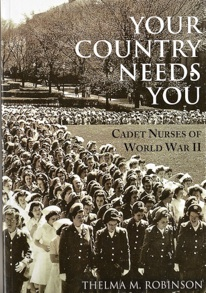 YOUR
COUNTRY
NEEDS
YOU
CADET NURSES OF
WORLD WAR II
THELMA M. ROBINSON